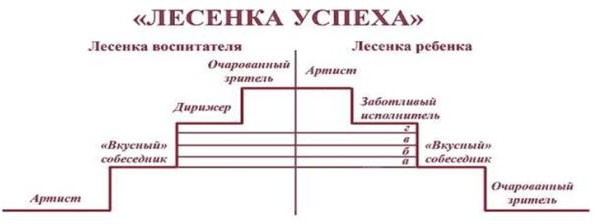 «ЛЕСЕНКА УСПЕХА»
Лесенка воспитателя
Лесенка ребенка
Очарованный
зритель
Артист
Дирижер
Заботливый
исполнитель
г
в
б
а
«Вкусный»
собеседник
«Вкусный»
собеседник
Артист
Очарованный
зритель